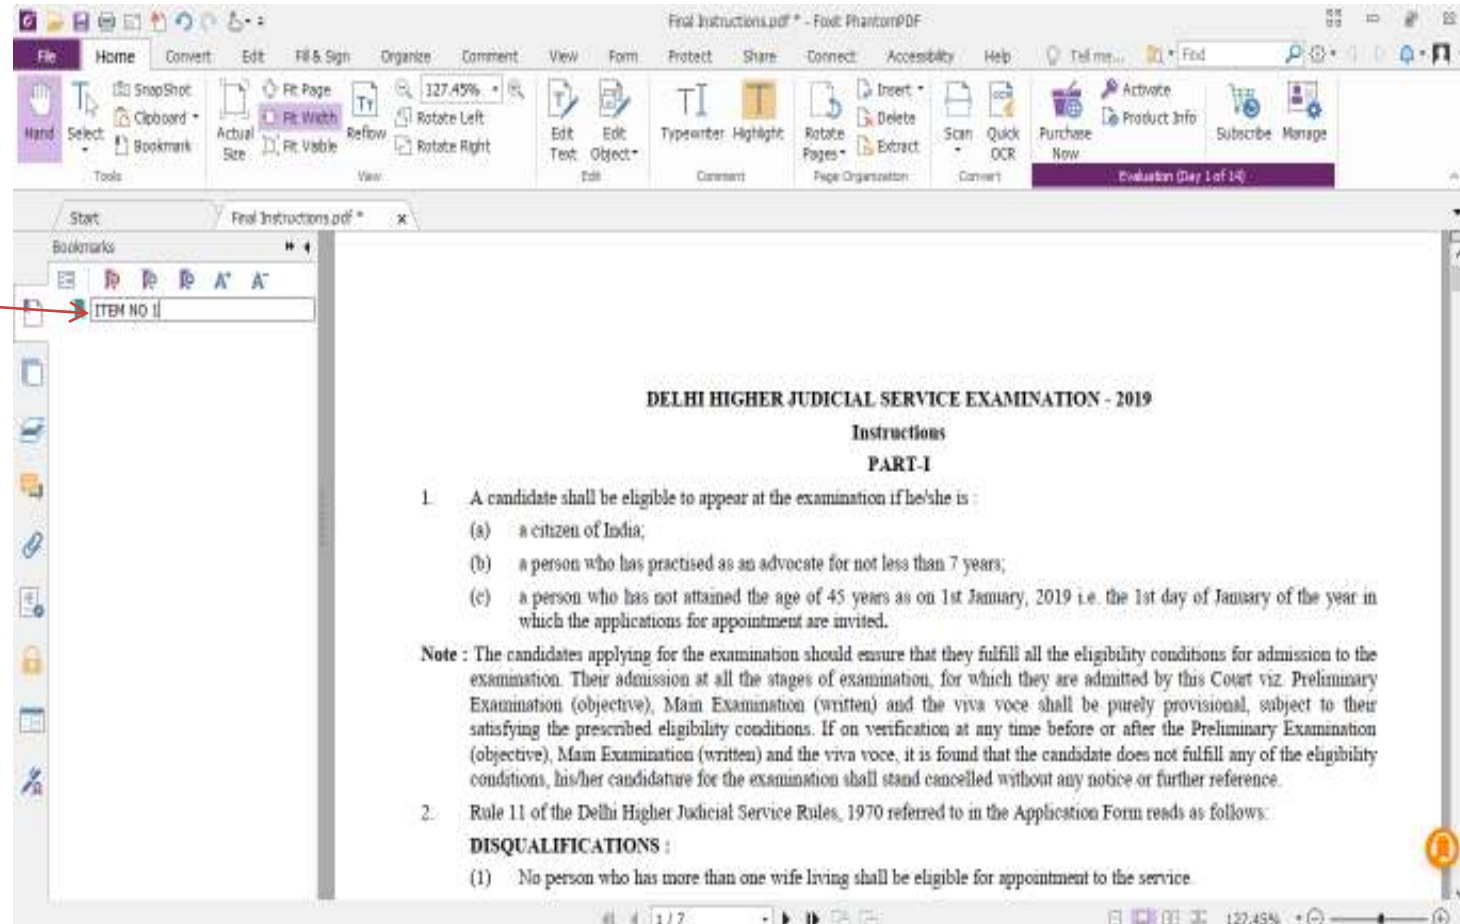 Final Instructions.pdf * - Foxit PhantomPDF
File Home Convert Edit Fill & Sign Organize Comment View Form Protect Share Connect Accessibility Help Tell me... Find
Hand
Select
SnapShot
Clipboard
Bookmark
Tools
Actual Size
Fit Page
Fit Width
Fit Visible
Reflow
127.45%
Rotate Left
Rotate Right
View
Edit Text
Edit Object
Edit
Typewriter
Highlight
Comment
Rotate Pages
Insert
Delete
Extract
Page Organization
Scan
Quick OCR
Convert
Purchase Now
Activate
Product Info
Subscribe
Manage
Evaluation (Day 1 of 14)
Start
Final Instructions.pdf *
x
Bookmarks
ITEM NO 1
DELHI HIGHER JUDICIAL SERVICE EXAMINATION - 2019
Instructions
PART-I
1. A candidate shall be eligible to appear at the examination if he/she is :
(a) a citizen of India;
(b) a person who has practised as an advocate for not less than 7 years;
(c) a person who has not attained the age of 45 years as on 1st January, 2019 i.e. the 1st day of January of the year in
which the applications for appointment are invited.
Note : The candidates applying for the examination should ensure that they fulfill all the eligibility conditions for admission to the
examination. Their admission at all the stages of examination, for which they are admitted by this Court viz. Preliminary
Examination (objective), Main Examination (written) and the viva voce shall be purely provisional, subject to their
satisfying the prescribed eligibility conditions. If on verification at any time before or after the Preliminary Examination
(objective), Main Examination (written) and the viva voce, it is found that the candidate does not fulfill any of the eligibility
conditions, his/her candidature for the examination shall stand cancelled without any notice or further reference.
2. Rule 11 of the Delhi Higher Judicial Service Rules, 1970 referred to in the Application Form reads as follows:
DISQUALIFICATIONS :
(1) No person who has more than one wife living shall be eligible for appointment to the service.
1 / 7
127.45%